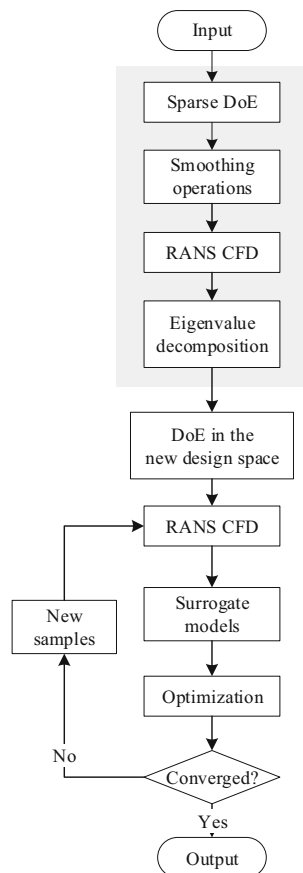 Input
Sparse DoE
Smoothing
operations
RANS CFD
Eigenvalue
decomposition
DoE in the
new design space
RANS CFD
New
samples
Surrogate
models
Optimization
No
Converged?
Yes
Output